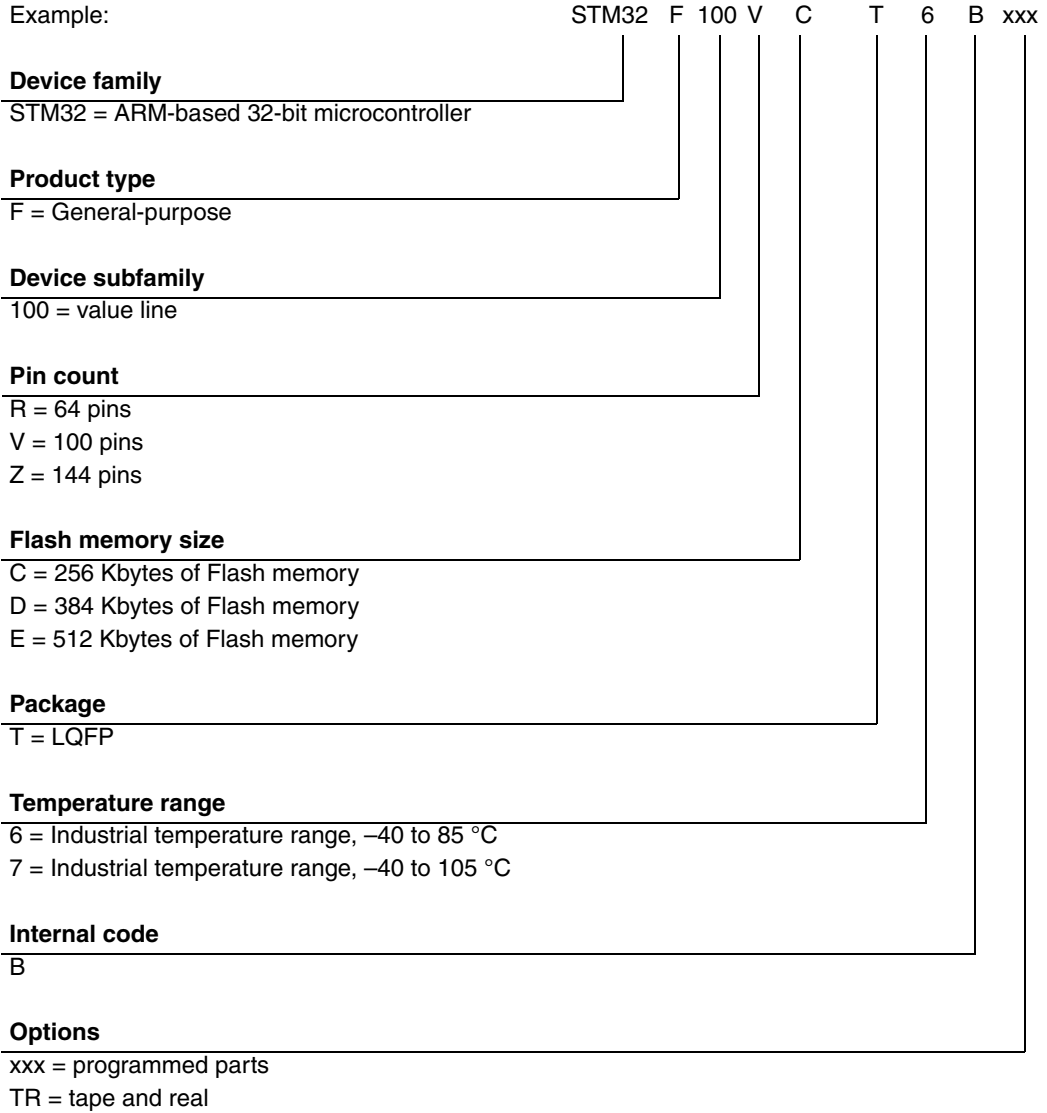 Example: STM32 F 100 V C T 6 B xxx
Device family
STM32 = ARM-based 32-bit microcontroller
Product type
F = General-purpose
Device subfamily
100 = value line
Pin count
R = 64 pins
V = 100 pins
Z = 144 pins
Flash memory size
C = 256 Kbytes of Flash memory
D = 384 Kbytes of Flash memory
E = 512 Kbytes of Flash memory
Package
T = LQFP
Temperature range
6 = Industrial temperature range, –40 to 85 °C
7 = Industrial temperature range, –40 to 105 °C
Internal code
B
Options
xxx = programmed parts
TR = tape and real